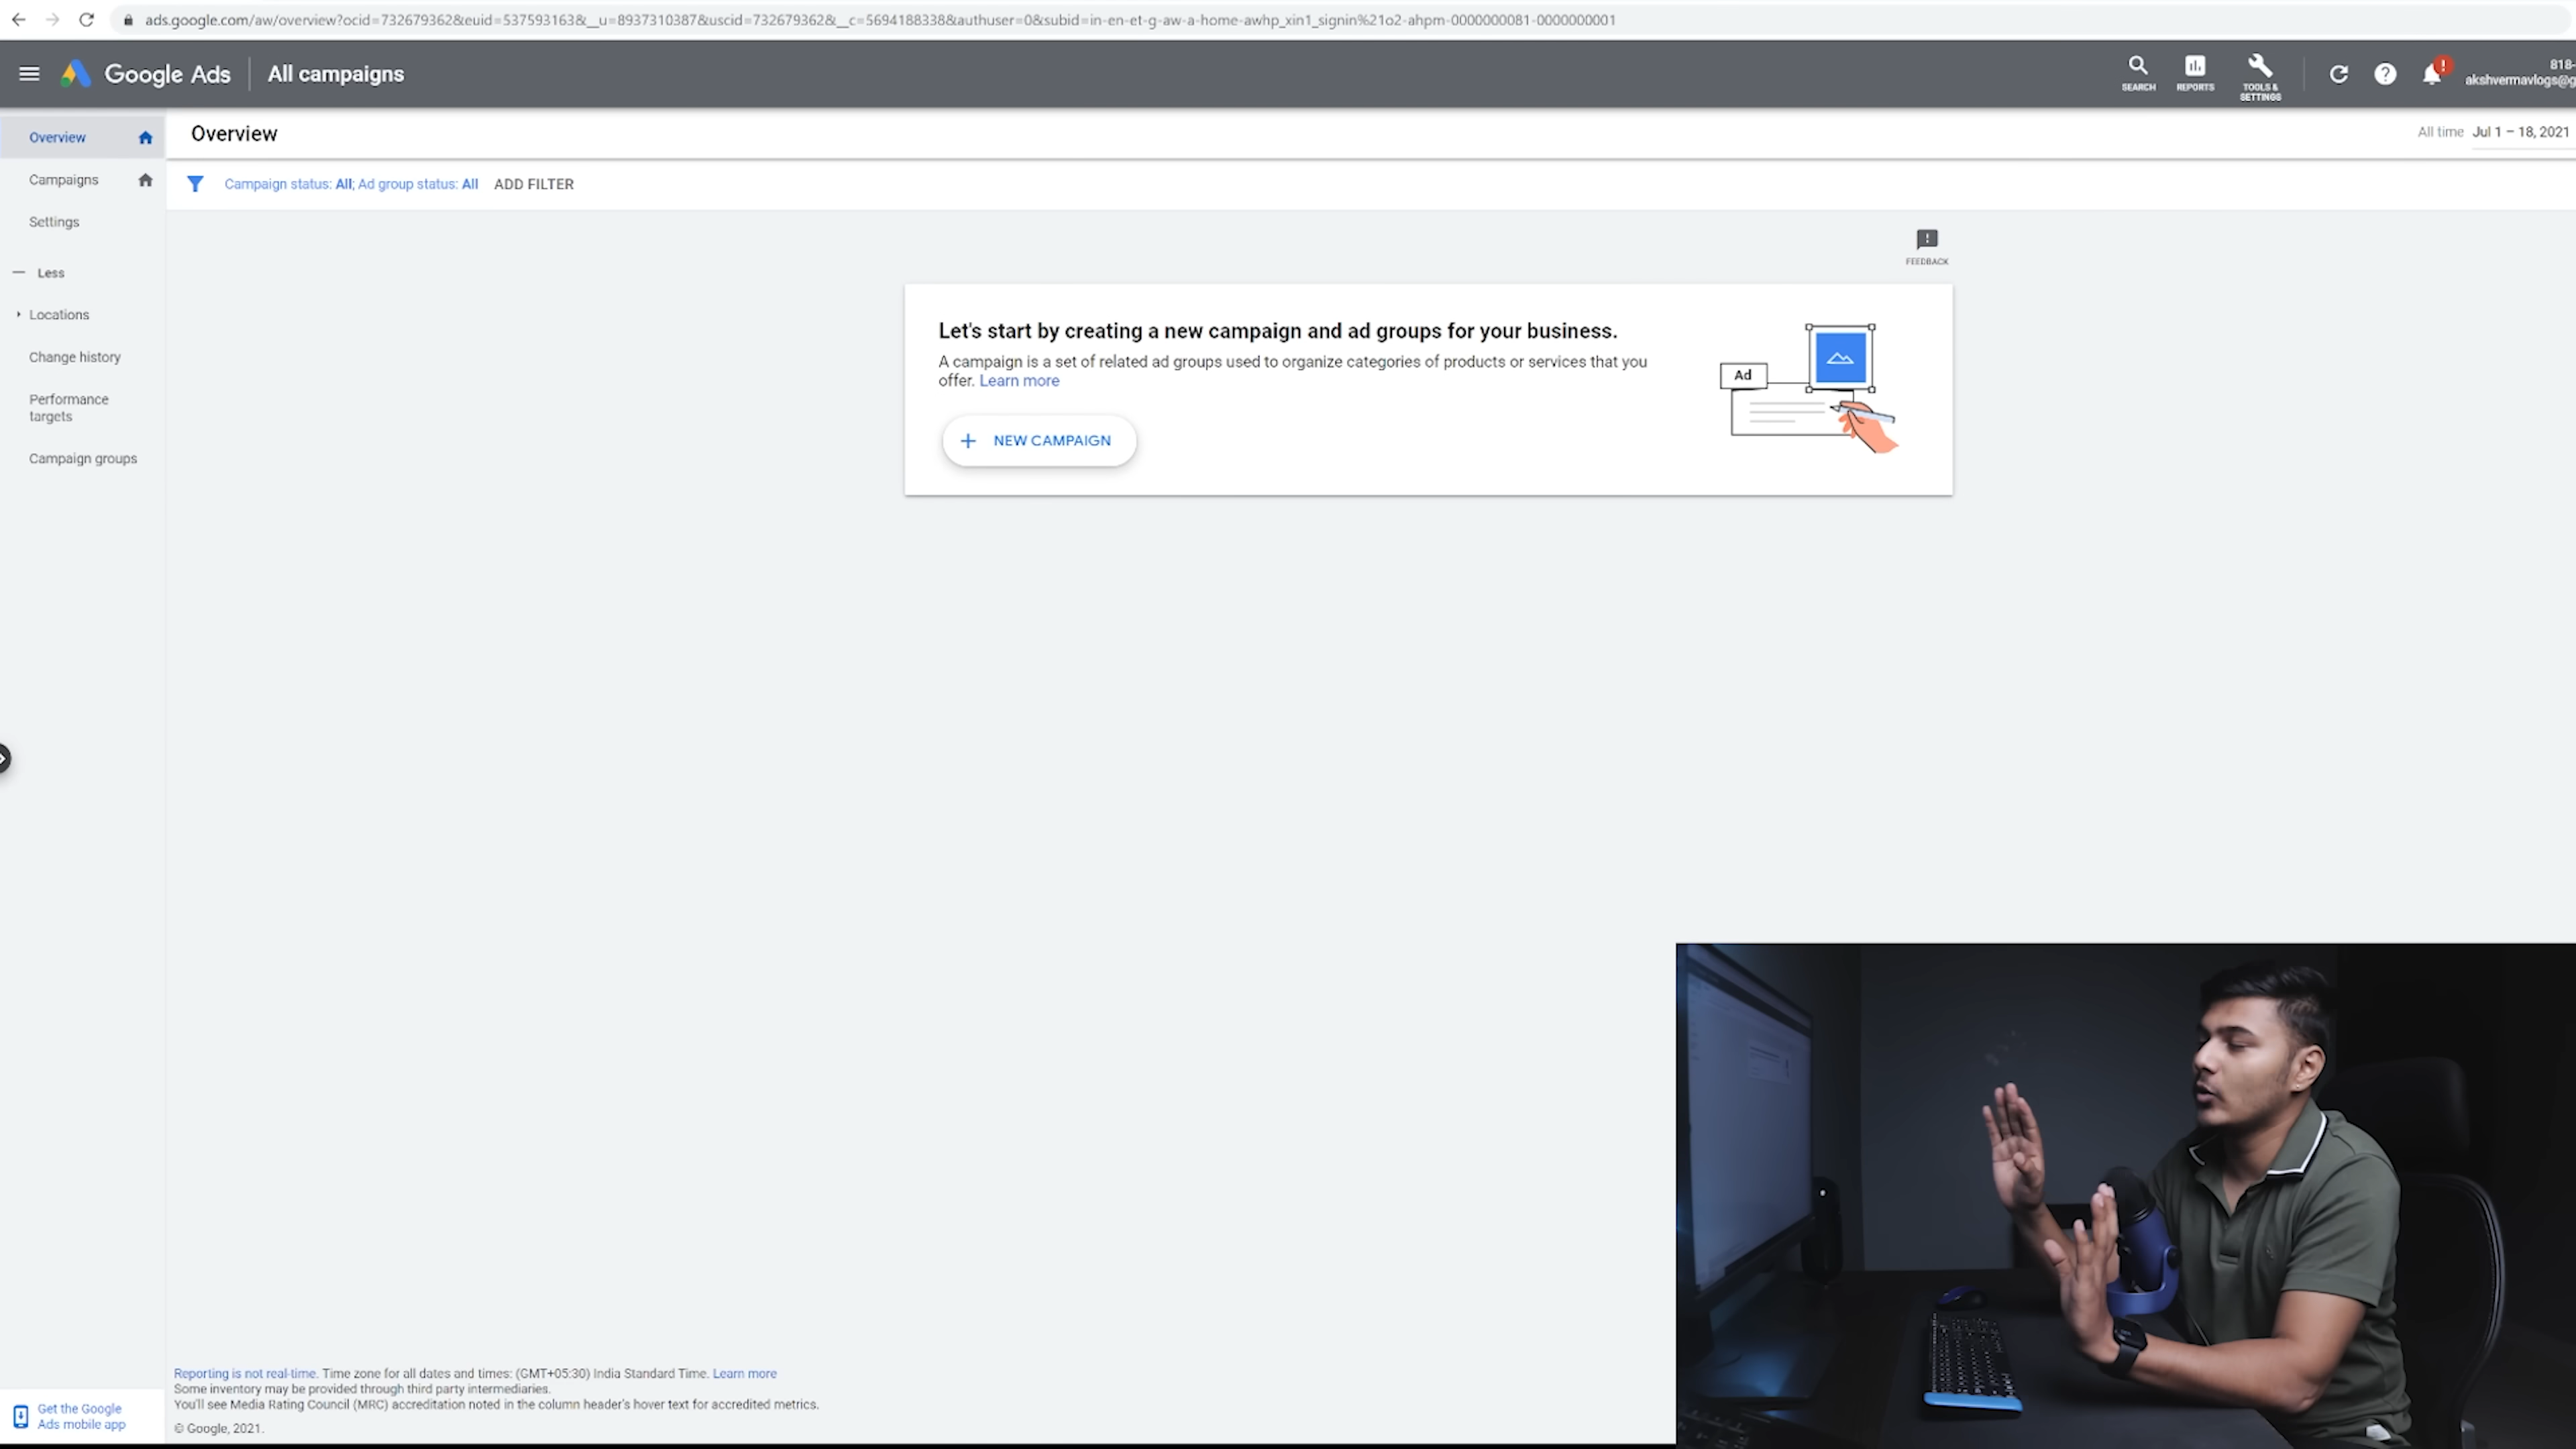 ads.google.com/aw/overview?ocid=732679362&euid=537593163&__u=8937310387&uscid=732679362&__c=5694188338&authuser=0&subid=in-en-et-g-aw-a-home-awhp_xin1_signin%21o2-ahpm-0000000081-0000000001
Google Ads All campaigns
SEARCH
REPORTS
TOOLS &
SETTINGS
!
818-
akshvermavlogs@g
Overview
Campaigns
Settings
Less
Locations
Change history
Performance
targets
Campaign groups
Overview
All time Jul 1 – 18, 2021
Campaign status: All; Ad group status: All ADD FILTER
FEEDBACK
Let's start by creating a new campaign and ad groups for your business.
A campaign is a set of related ad groups used to organize categories of products or services that you
offer. Learn more
+ NEW CAMPAIGN
Ad
Reporting is not real-time. Time zone for all dates and times: (GMT+05:30) India Standard Time. Learn more
Some inventory may be provided through third party intermediaries.
You'll see Media Rating Council (MRC) accreditation noted in the column header's hover text for accredited metrics.
© Google, 2021.
Get the Google
Ads mobile app